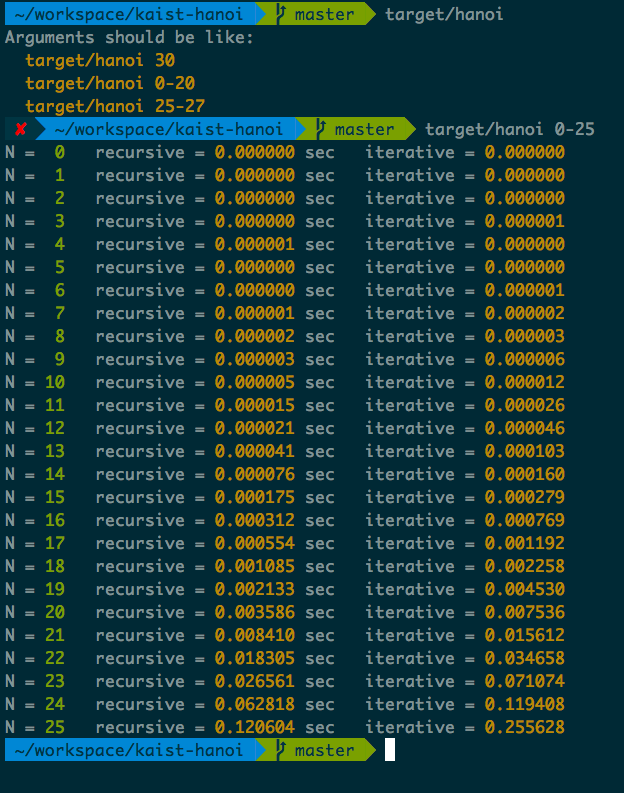 ~/workspace/kaist-hanoi master target/hanoi
Arguments should be like:
target/hanoi 30
target/hanoi 0-20
target/hanoi 25-27
✘ ~/workspace/kaist-hanoi master target/hanoi 0-25
N = 0 recursive = 0.000000 sec iterative = 0.000000
N = 1 recursive = 0.000000 sec iterative = 0.000000
N = 2 recursive = 0.000000 sec iterative = 0.000000
N = 3 recursive = 0.000000 sec iterative = 0.000001
N = 4 recursive = 0.000001 sec iterative = 0.000000
N = 5 recursive = 0.000000 sec iterative = 0.000000
N = 6 recursive = 0.000000 sec iterative = 0.000001
N = 7 recursive = 0.000001 sec iterative = 0.000002
N = 8 recursive = 0.000002 sec iterative = 0.000003
N = 9 recursive = 0.000003 sec iterative = 0.000006
N = 10 recursive = 0.000005 sec iterative = 0.000012
N = 11 recursive = 0.000015 sec iterative = 0.000026
N = 12 recursive = 0.000021 sec iterative = 0.000046
N = 13 recursive = 0.000041 sec iterative = 0.000103
N = 14 recursive = 0.000076 sec iterative = 0.000160
N = 15 recursive = 0.000175 sec iterative = 0.000279
N = 16 recursive = 0.000312 sec iterative = 0.000769
N = 17 recursive = 0.000554 sec iterative = 0.001192
N = 18 recursive = 0.001085 sec iterative = 0.002258
N = 19 recursive = 0.002133 sec iterative = 0.004530
N = 20 recursive = 0.003586 sec iterative = 0.007536
N = 21 recursive = 0.008410 sec iterative = 0.015612
N = 22 recursive = 0.018305 sec iterative = 0.034658
N = 23 recursive = 0.026561 sec iterative = 0.071074
N = 24 recursive = 0.062818 sec iterative = 0.119408
N = 25 recursive = 0.120604 sec iterative = 0.255628
~/workspace/kaist-hanoi master